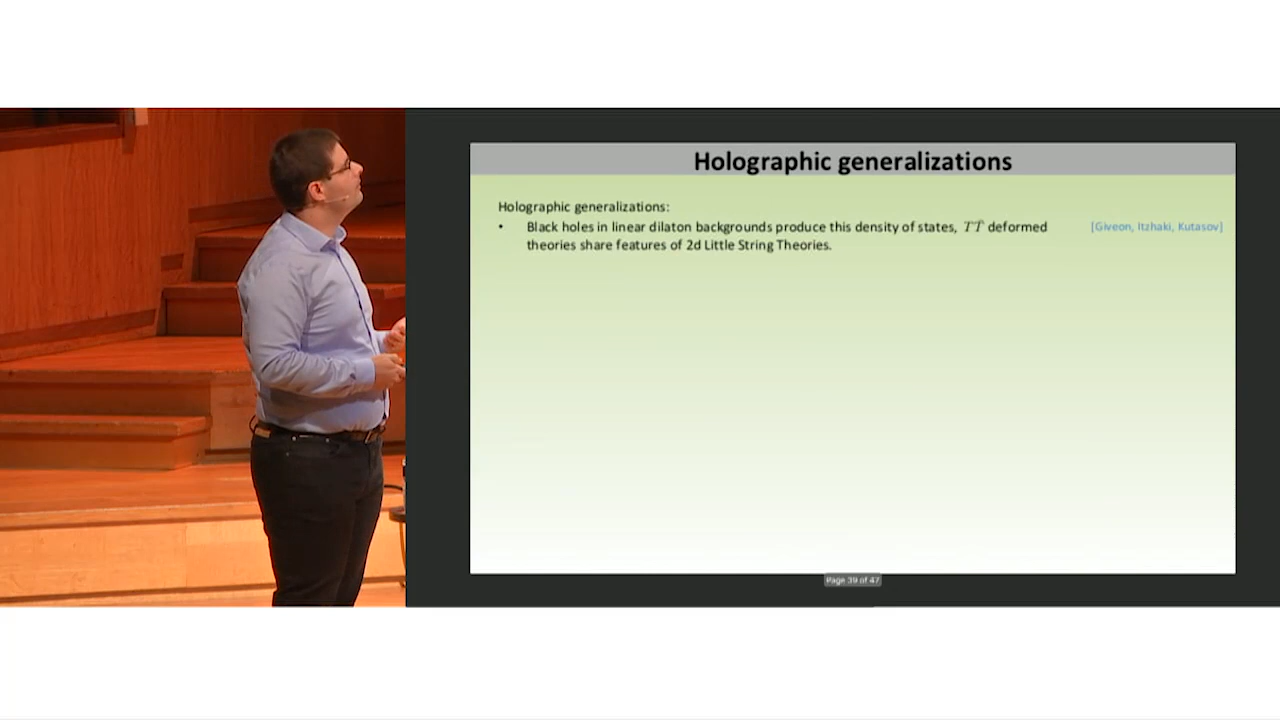 Holographic generalizations
Holographic generalizations:
• Black holes in linear dilaton backgrounds produce this density of states, TT̄ deformed [Giveon, Itzhaki, Kutasov]
theories share features of 2d Little String Theories.
Page 39 of 47